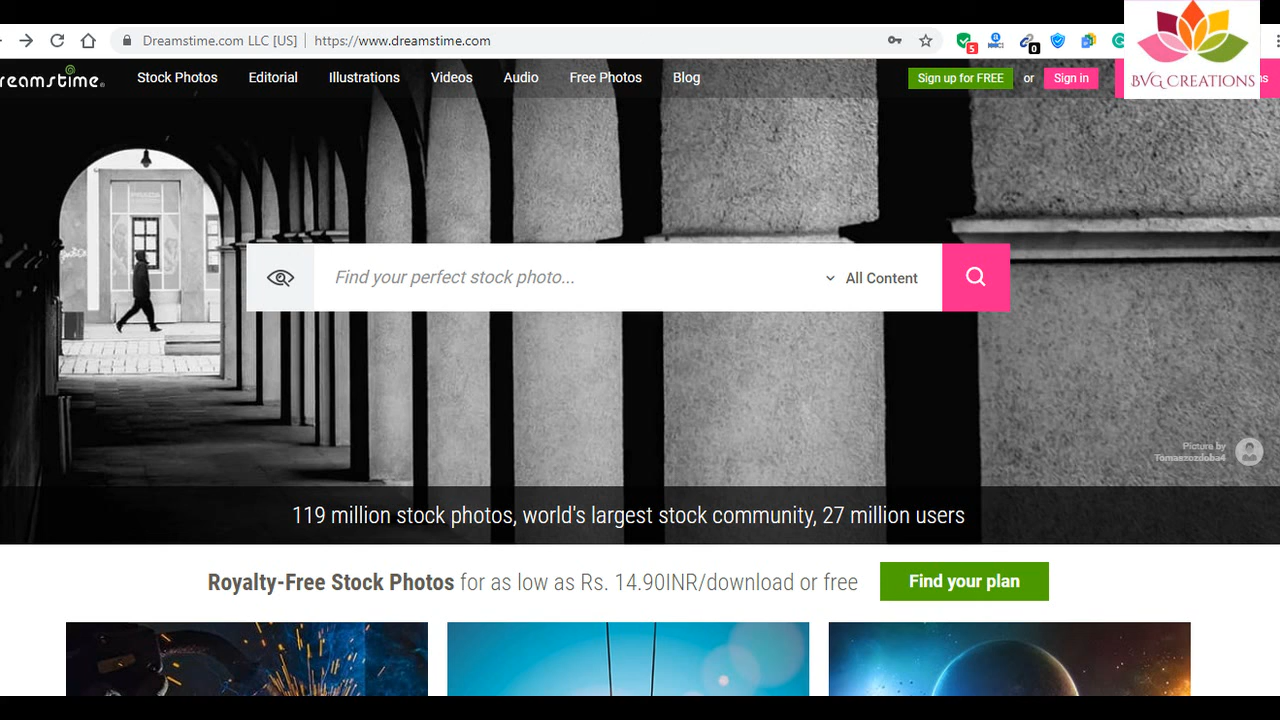 Dreamstime.com LLC [US] https://www.dreamstime.com
5
0
BVG CREATIONS
reamstime
Stock Photos Editorial Illustrations Videos Audio Free Photos Blog
Sign up for FREE or Sign in
Find your perfect stock photo... All Content
Picture by
Tomaszozdoba4
119 million stock photos, world's largest stock community, 27 million users
Royalty-Free Stock Photos for as low as Rs. 14.90INR/download or free Find your plan